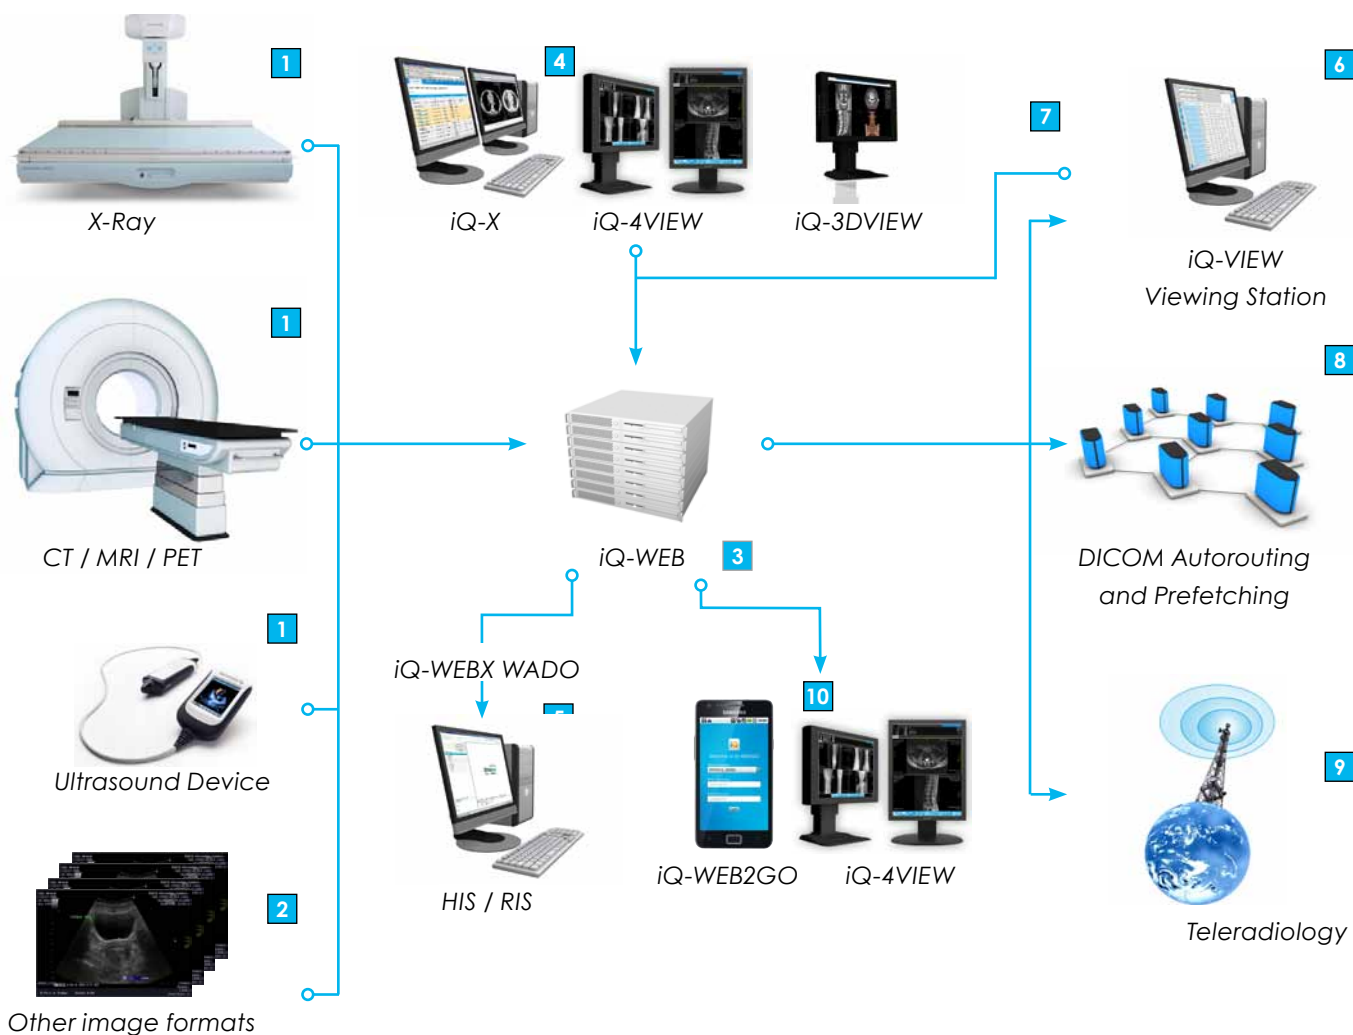 1
4
6
7
X-Ray
iQ-X
iQ-4VIEW
iQ-3DVIEW
iQ-VIEW
Viewing Station
1
8
CT / MRI / PET
iQ-WEB
3
DICOM Autorouting
and Prefetching
1
iQ-WEBX WADO
10
Ultrasound Device
9
iQ-WEB2GO
iQ-4VIEW
HIS / RIS
2
Teleradiology
Other image formats